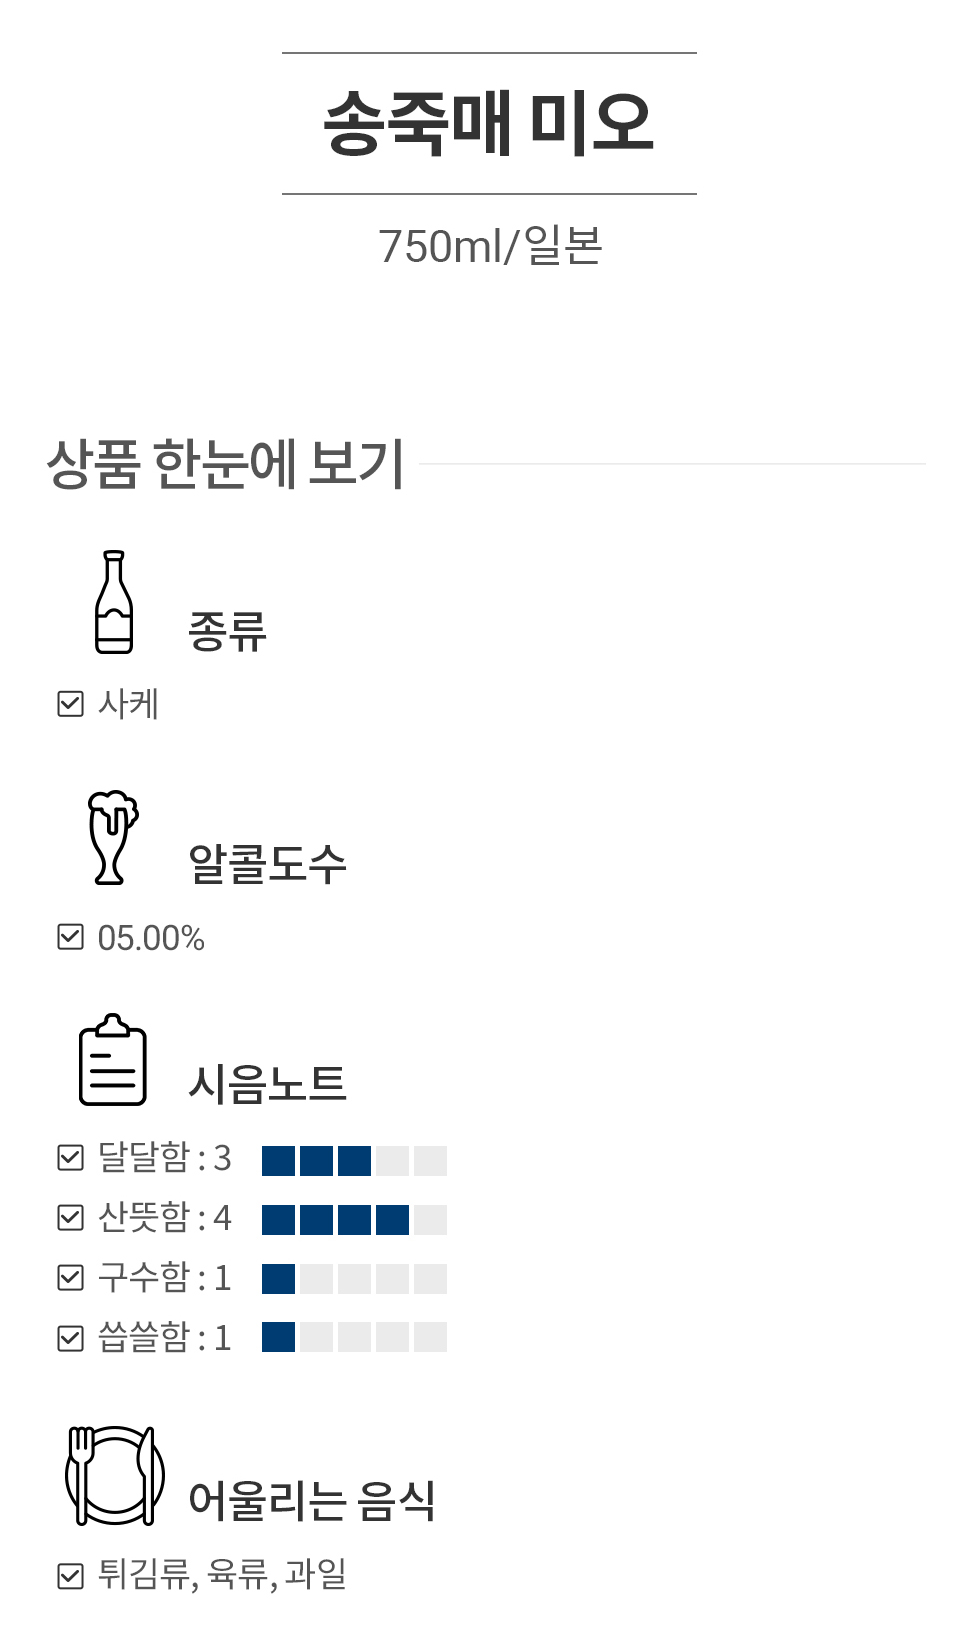 송죽매 미오
750ml/일본
상품 한눈에 보기
종류
사케
알콜도수
05.00%
시음노트
달달함 : 3
산뜻함 : 4
구수함 : 1
씁쓸함 : 1
어울리는 음식
튀김류, 육류, 과일